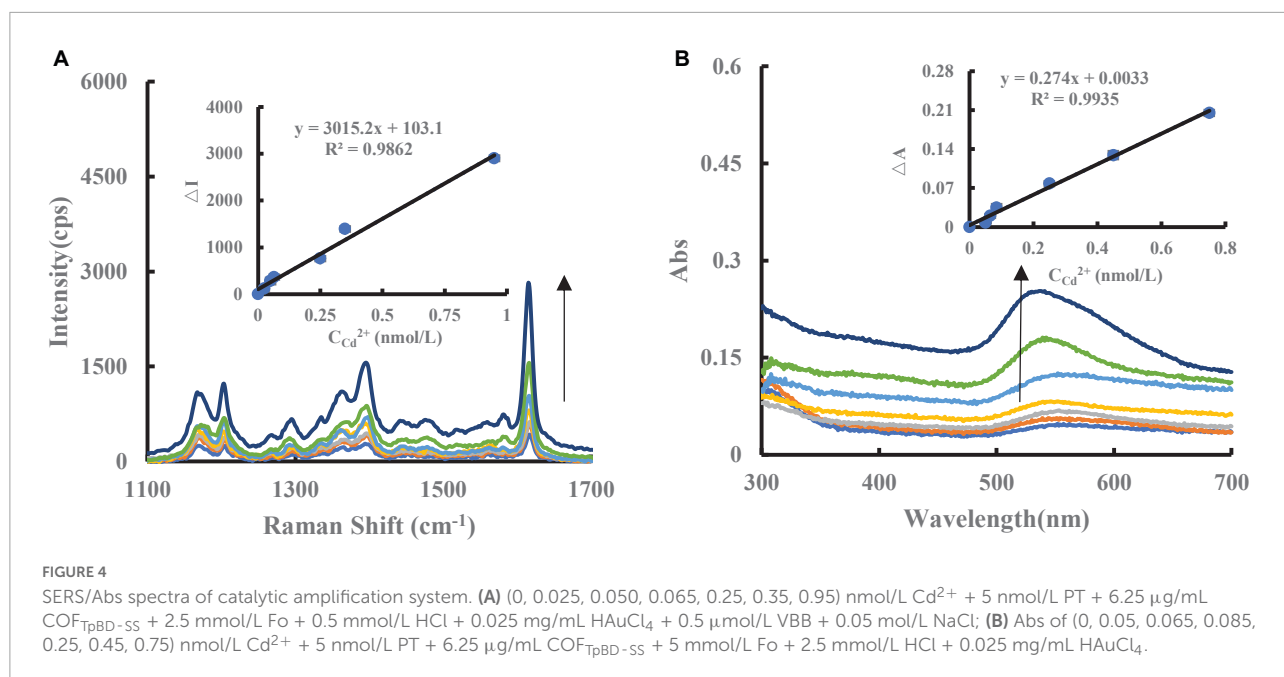 A
6000
4500
3000
1500
0
Intensity(cps)
1100
1300
1500
1700
Raman Shift (cm⁻¹)
4000
3000
2000
1000
0
△I
y = 3015.2x + 103.1
R² = 0.9862
0
0.25
0.5
0.75
1
C_Cd²⁺ (nmol/L)
B
0.6
0.45
0.3
0.15
0
Abs
300
400
500
600
700
Wavelength(nm)
0.28
0.21
0.14
0.07
0
△A
y = 0.274x + 0.0033
R² = 0.9935
0
0.2
0.4
0.6
0.8
C_Cd²⁺ (nmol/L)
FIGURE 4
SERS/Abs spectra of catalytic amplification system. (A) (0, 0.025, 0.050, 0.065, 0.25, 0.35, 0.95) nmol/L Cd²⁺ + 5 nmol/L PT + 6.25 μg/mL
COF_TpBD-SS + 2.5 mmol/L Fo + 0.5 mmol/L HCl + 0.025 mg/mL HAuCl₄ + 0.5 μmol/L VBB + 0.05 mol/L NaCl; (B) Abs of (0, 0.05, 0.065, 0.085,
0.25, 0.45, 0.75) nmol/L Cd²⁺ + 5 nmol/L PT + 6.25 μg/mL COF_TpBD-SS + 5 mmol/L Fo + 2.5 mmol/L HCl + 0.025 mg/mL HAuCl₄.